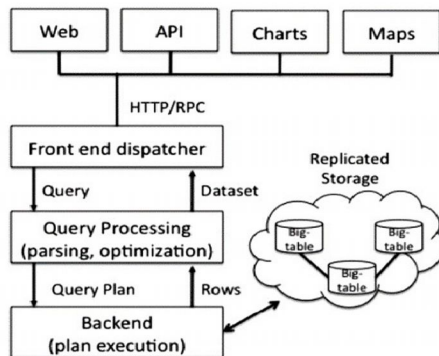 Web
API
Charts
Maps
HTTP/RPC
Front end dispatcher
Query
Dataset
Query Processing
(parsing, optimization)
Query Plan
Rows
Backend
(plan execution)
Replicated
Storage
Big-
table
Big-
table
Big-
table